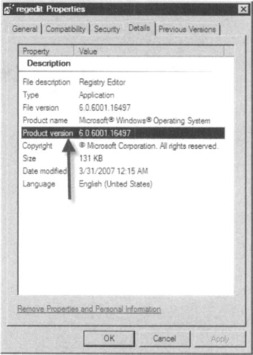 regedit Properties
General Compatibility Security Details Previous Versions
Property Value
Description
File description Registry Editor
Type Application
File version 6.0.6001.16497
Product name Microsoft® Windows® Operating System
Product version 6.0.6001.16497
Copyright © Microsoft Corporation. All rights reserved.
Size 131 KB
Date modified 3/31/2007 12:15 AM
Language English (United States)
Remove Properties and Personal Information
OK Cancel Apply